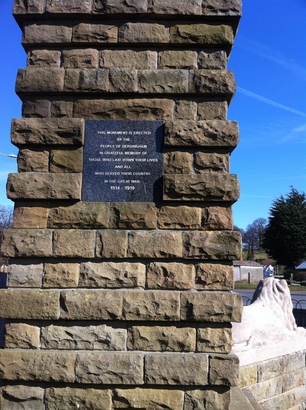 THIS MONUMENT IS ERECTED
BY THE
PEOPLE OF DERBYHAVEN
IN GRATEFUL MEMORY OF
THOSE WHO LAID DOWN THEIR LIVES
AND ALL
WHO SERVED THEIR COUNTRY
IN THE GREAT WAR
1914 - 1919